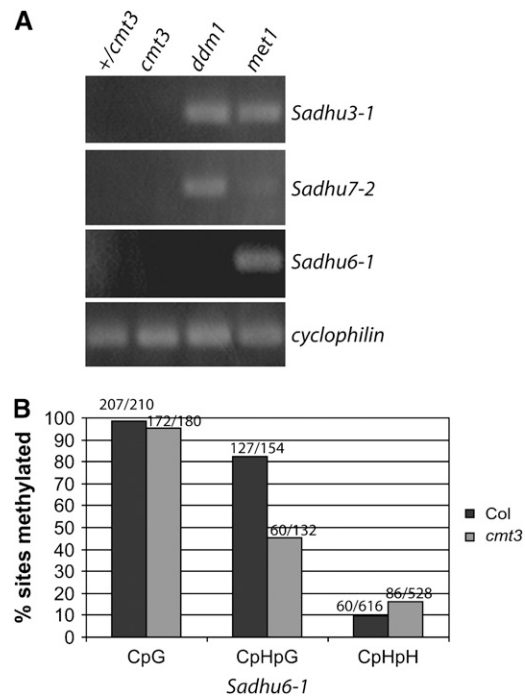 A
+/cmt3 cmt3 ddm1 met1
Sadhu3-1
Sadhu7-2
Sadhu6-1
cyclophilin
B
207/210 172/180 127/154 60/132 60/616 86/528
% sites methylated
100
90
80
70
60
50
40
30
20
10
0
CpG CpHpG CpHpH
Sadhu6-1
Col
cmt3